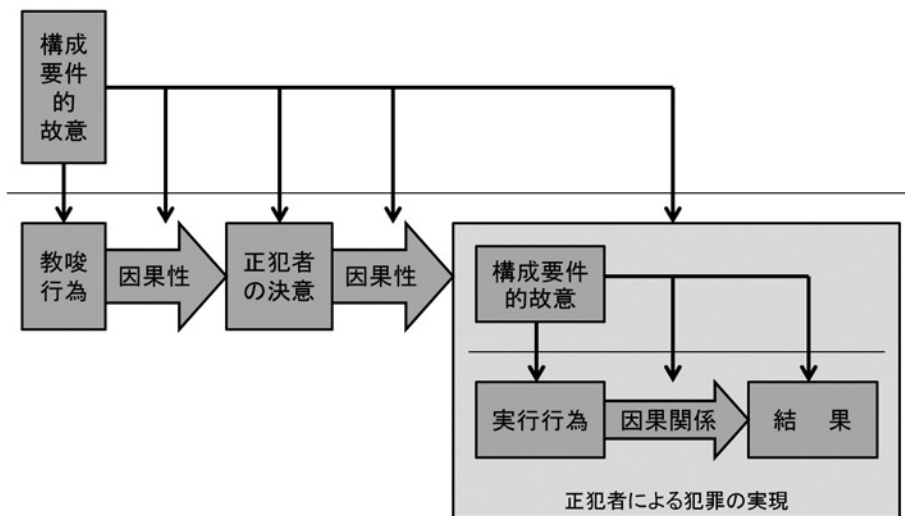 構成
要件
的
故意
教唆
行為
因果性
正犯者
の決意
因果性
構成要件
的故意
実行行為
因果関係
結　果
正犯者による犯罪の実現